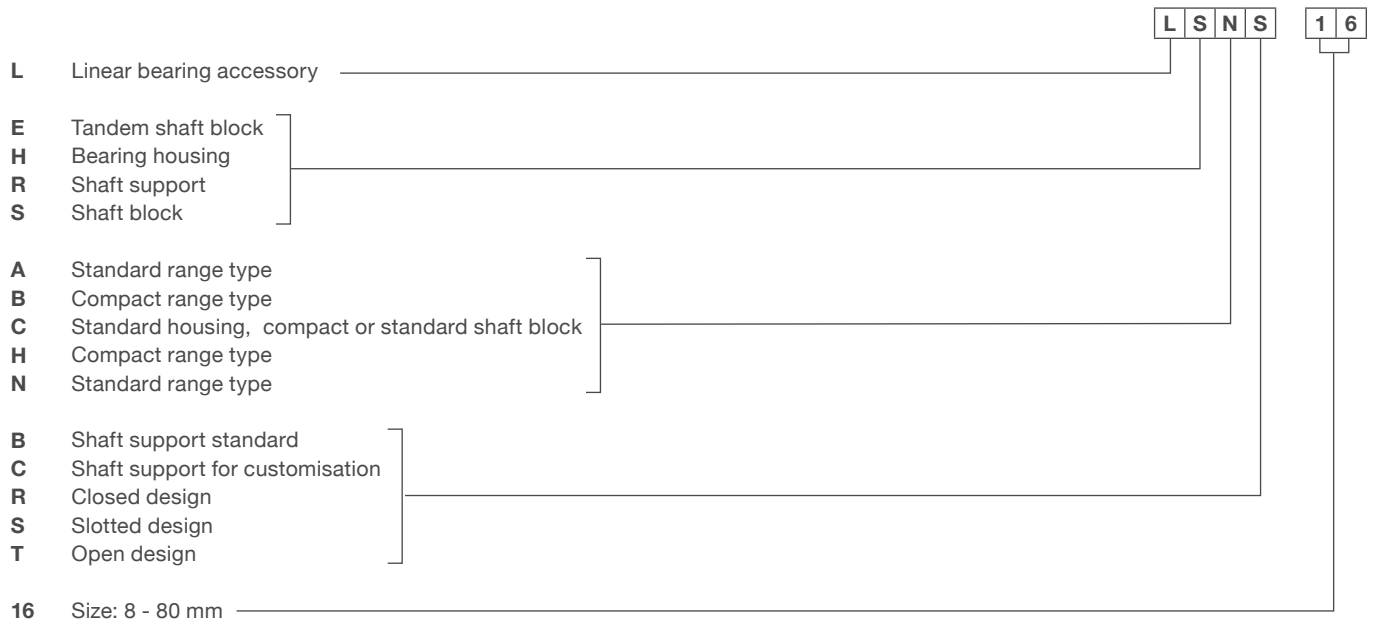 L S N S 1 6
L Linear bearing accessory
E Tandem shaft block
H Bearing housing
R Shaft support
S Shaft block
A Standard range type
B Compact range type
C Standard housing, compact or standard shaft block
H Compact range type
N Standard range type
B Shaft support standard
C Shaft support for customisation
R Closed design
S Slotted design
T Open design
16 Size: 8 - 80 mm